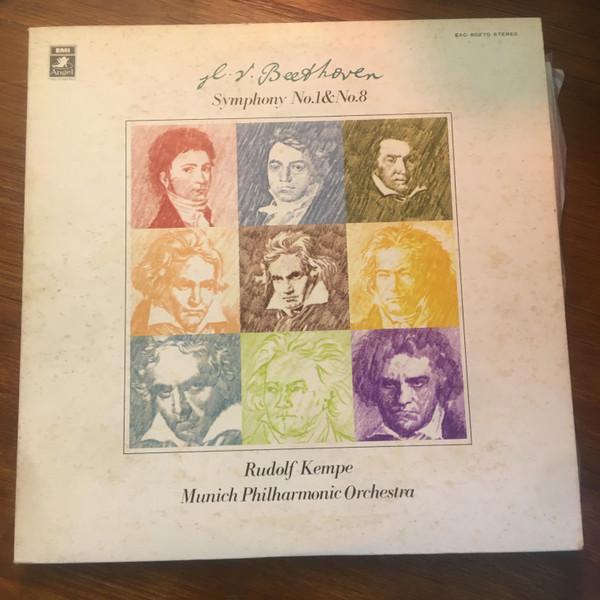 EMI
Angel
EAC-80270 STEREO
L. v. Beethoven
Symphony No.1&No.8
Rudolf Kempe
Munich Philharmonic Orchestra